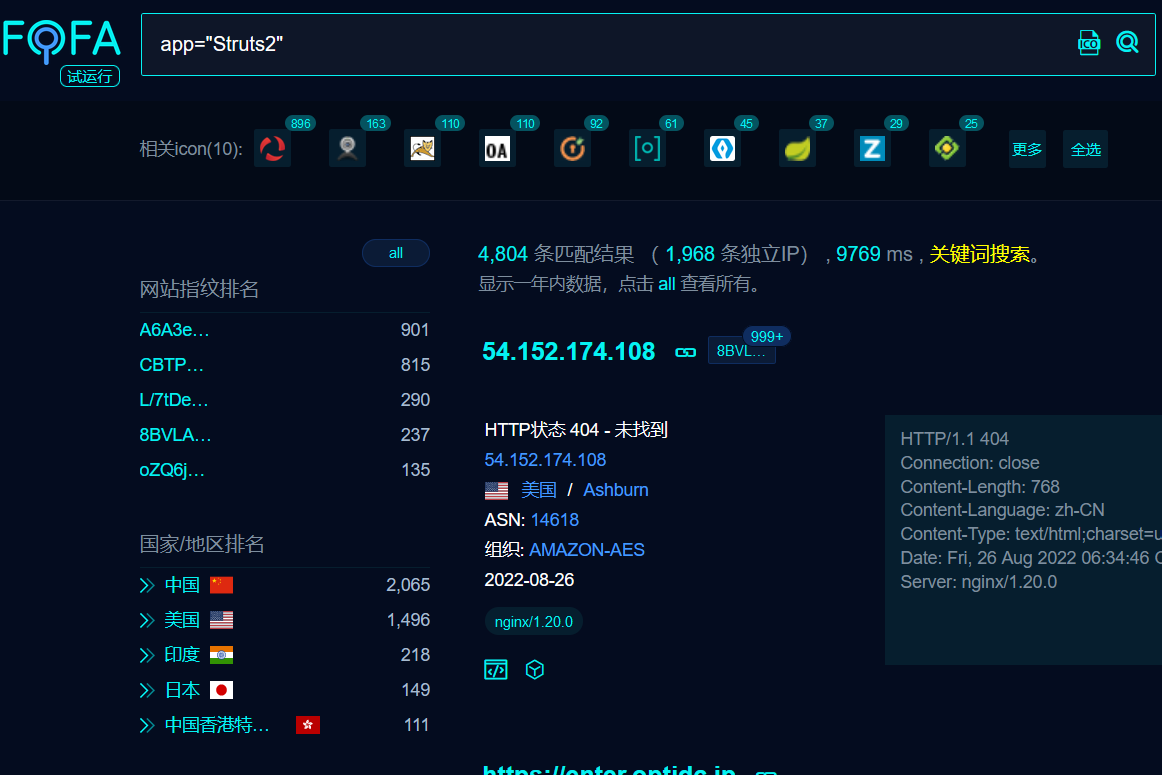 FOFA
试运行
app="Struts2"
ICO
相关icon(10):
896
163
110
110
92
61
45
37
29
25
OA
Z
更多
全选
all
网站指纹排名
A6A3e… 901
CBTP… 815
L/7tDe… 290
8BVLA… 237
oZQ6j… 135
国家/地区排名
中国 2,065
美国 1,496
印度 218
日本 149
中国香港特… 111
4,804 条匹配结果 ( 1,968 条独立IP) , 9769 ms , 关键词搜索。
显示一年内数据，点击 all 查看所有。
54.152.174.108 8BVL… 999+
HTTP状态 404 - 未找到
54.152.174.108
美国 / Ashburn
ASN: 14618
组织: AMAZON-AES
2022-08-26
nginx/1.20.0
HTTP/1.1 404
Connection: close
Content-Length: 768
Content-Language: zh-CN
Content-Type: text/html;charset=u
Date: Fri, 26 Aug 2022 06:34:46 G
Server: nginx/1.20.0